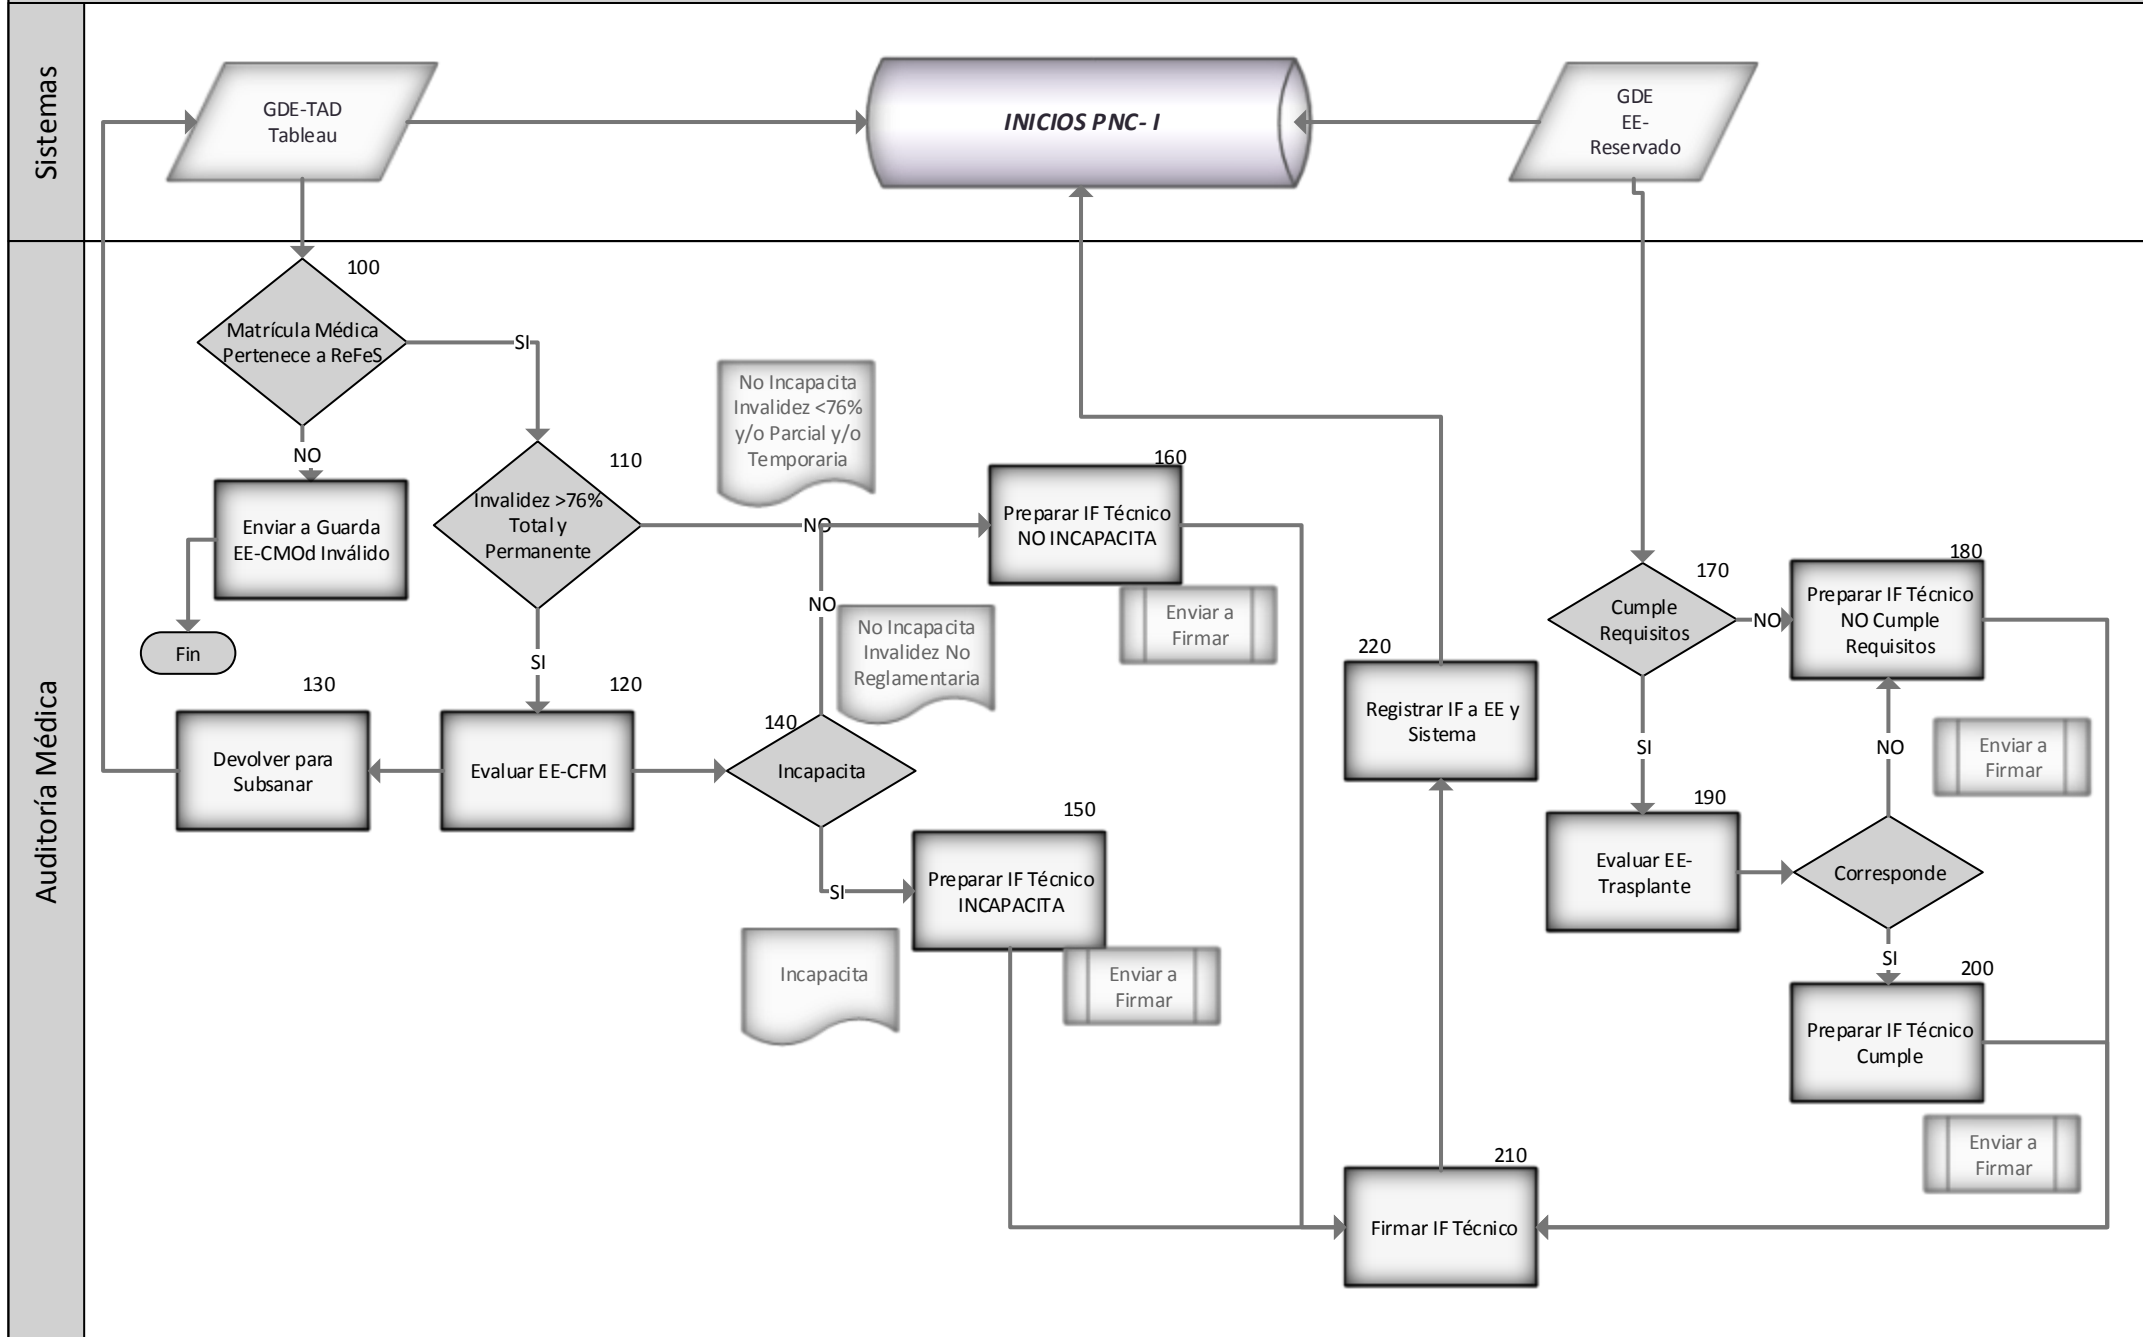 Sistemas
GDE-TAD
Tableau
INICIOS PNC- I
GDE
EE-
Reservado
Auditoría Médica
100
Matrícula Médica
Pertenece a ReFeS
SI
NO
Enviar a Guarda
EE-CMOd Inválido
Fin
110
Invalidez >76%
Total y
Permanente
NO
SI
No Incapacita
Invalidez <76%
y/o Parcial y/o
Temporaria
160
Preparar IF Técnico
NO INCAPACITA
Enviar a
Firmar
130
Devolver para
Subsanar
120
Evaluar EE-CFM
140
Incapacita
NO
No Incapacita
Invalidez No
Reglamentaria
SI
150
Preparar IF Técnico
INCAPACITA
Incapacita
Enviar a
Firmar
220
Registrar IF a EE y
Sistema
210
Firmar IF Técnico
170
Cumple
Requisitos
NO
SI
180
Preparar IF Técnico
NO Cumple
Requisitos
Enviar a
Firmar
190
Evaluar EE-
Trasplante
Corresponde
NO
SI
200
Preparar IF Técnico
Cumple
Enviar a
Firmar